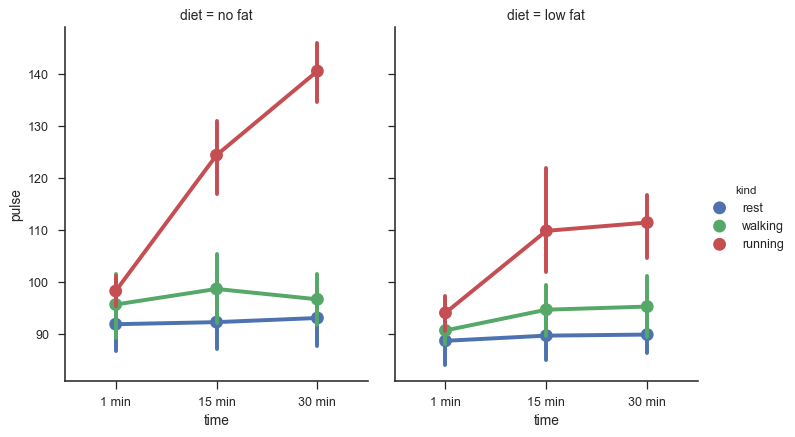 diet = no fat
diet = low fat
140
130
120
110
100
90
pulse
1 min
15 min
30 min
time
1 min
15 min
30 min
time
kind
rest
walking
running